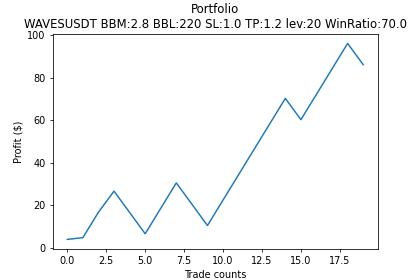 Portfolio
WAVESUSDT BBM:2.8 BBL:220 SL:1.0 TP:1.2 lev:20 WinRatio:70.0
100
80
60
40
20
0
Profit ($)
0.0 2.5 5.0 7.5 10.0 12.5 15.0 17.5
Trade counts